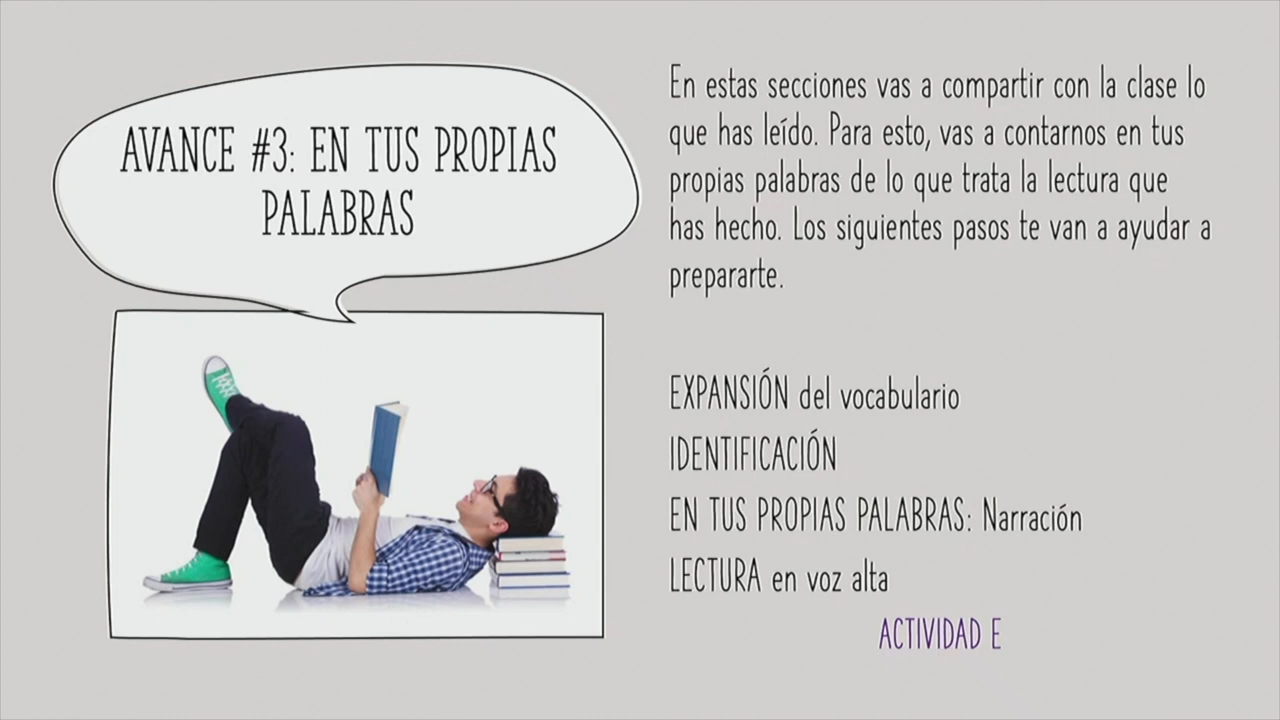 AVANCE #3: EN TUS PROPIAS
PALABRAS
En estas secciones vas a compartir con la clase lo
que has leído. Para esto, vas a contarnos en tus
propias palabras de lo que trata la lectura que
has hecho. Los siguientes pasos te van a ayudar a
prepararte.
EXPANSIÓN del vocabulario
IDENTIFICACIÓN
EN TUS PROPIAS PALABRAS: Narración
LECTURA en voz alta
ACTIVIDAD E